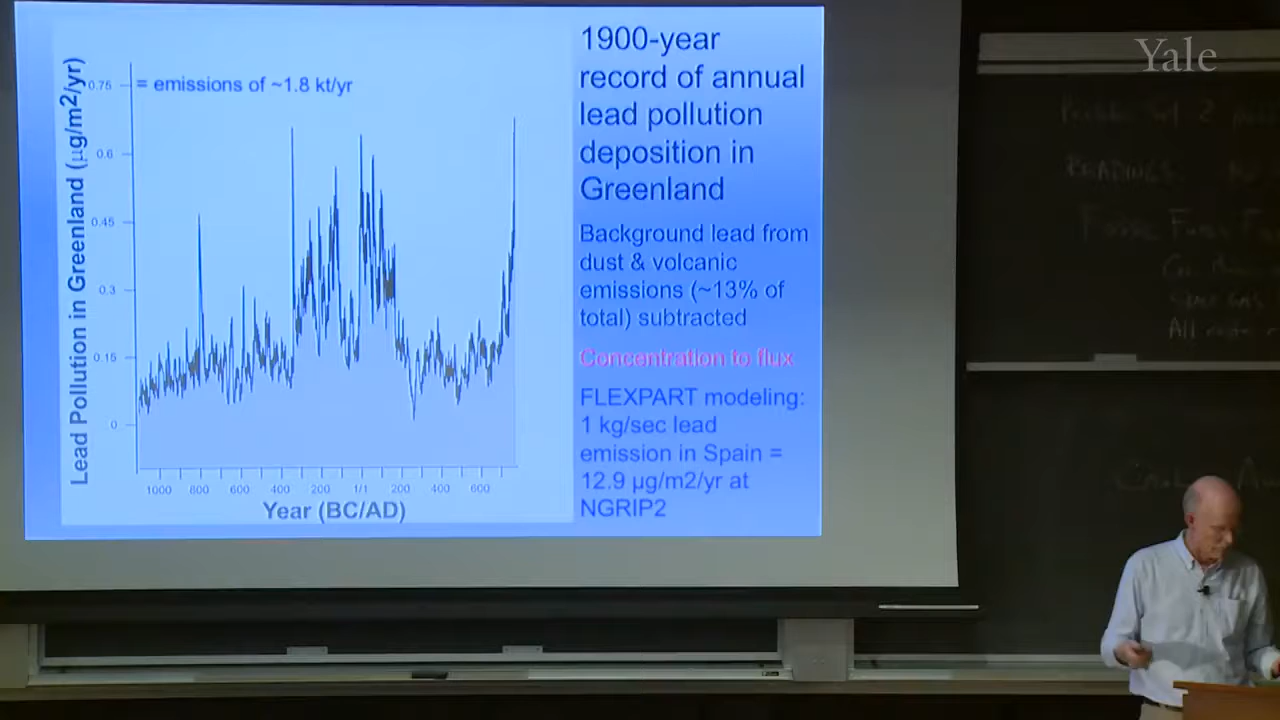 Lead Pollution in Greenland (µg/m2/yr)
0.75
= emissions of ~1.8 kt/yr
0.6
0.45
0.3
0.15
0
1000 800 600 400 200 1/1 200 400 600
Year (BC/AD)
1900-year
record of annual
lead pollution
deposition in
Greenland
Background lead from
dust & volcanic
emissions (~13% of
total) subtracted
Concentration to flux
FLEXPART modeling:
1 kg/sec lead
emission in Spain =
12.9 µg/m2/yr at
NGRIP2
Yale
READINGS